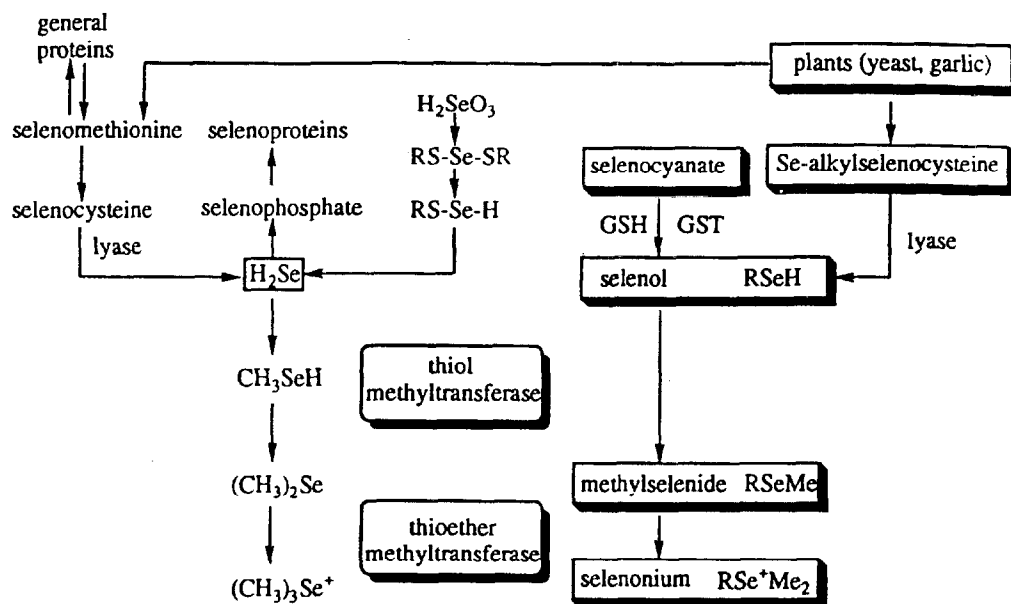 general
proteins
plants (yeast, garlic)
H₂SeO₃
selenomethionine
selenoproteins
RS-Se-SR
selenocyanate
Se-alkylselenocysteine
selenocysteine
selenophosphate
RS-Se-H
GSH GST
lyase
lyase
H₂Se
selenol RSeH
CH₃SeH
thiol
methyltransferase
(CH₃)₂Se
methylselenide RSeMe
thioether
methyltransferase
(CH₃)₃Se⁺
selenonium RSe⁺Me₂